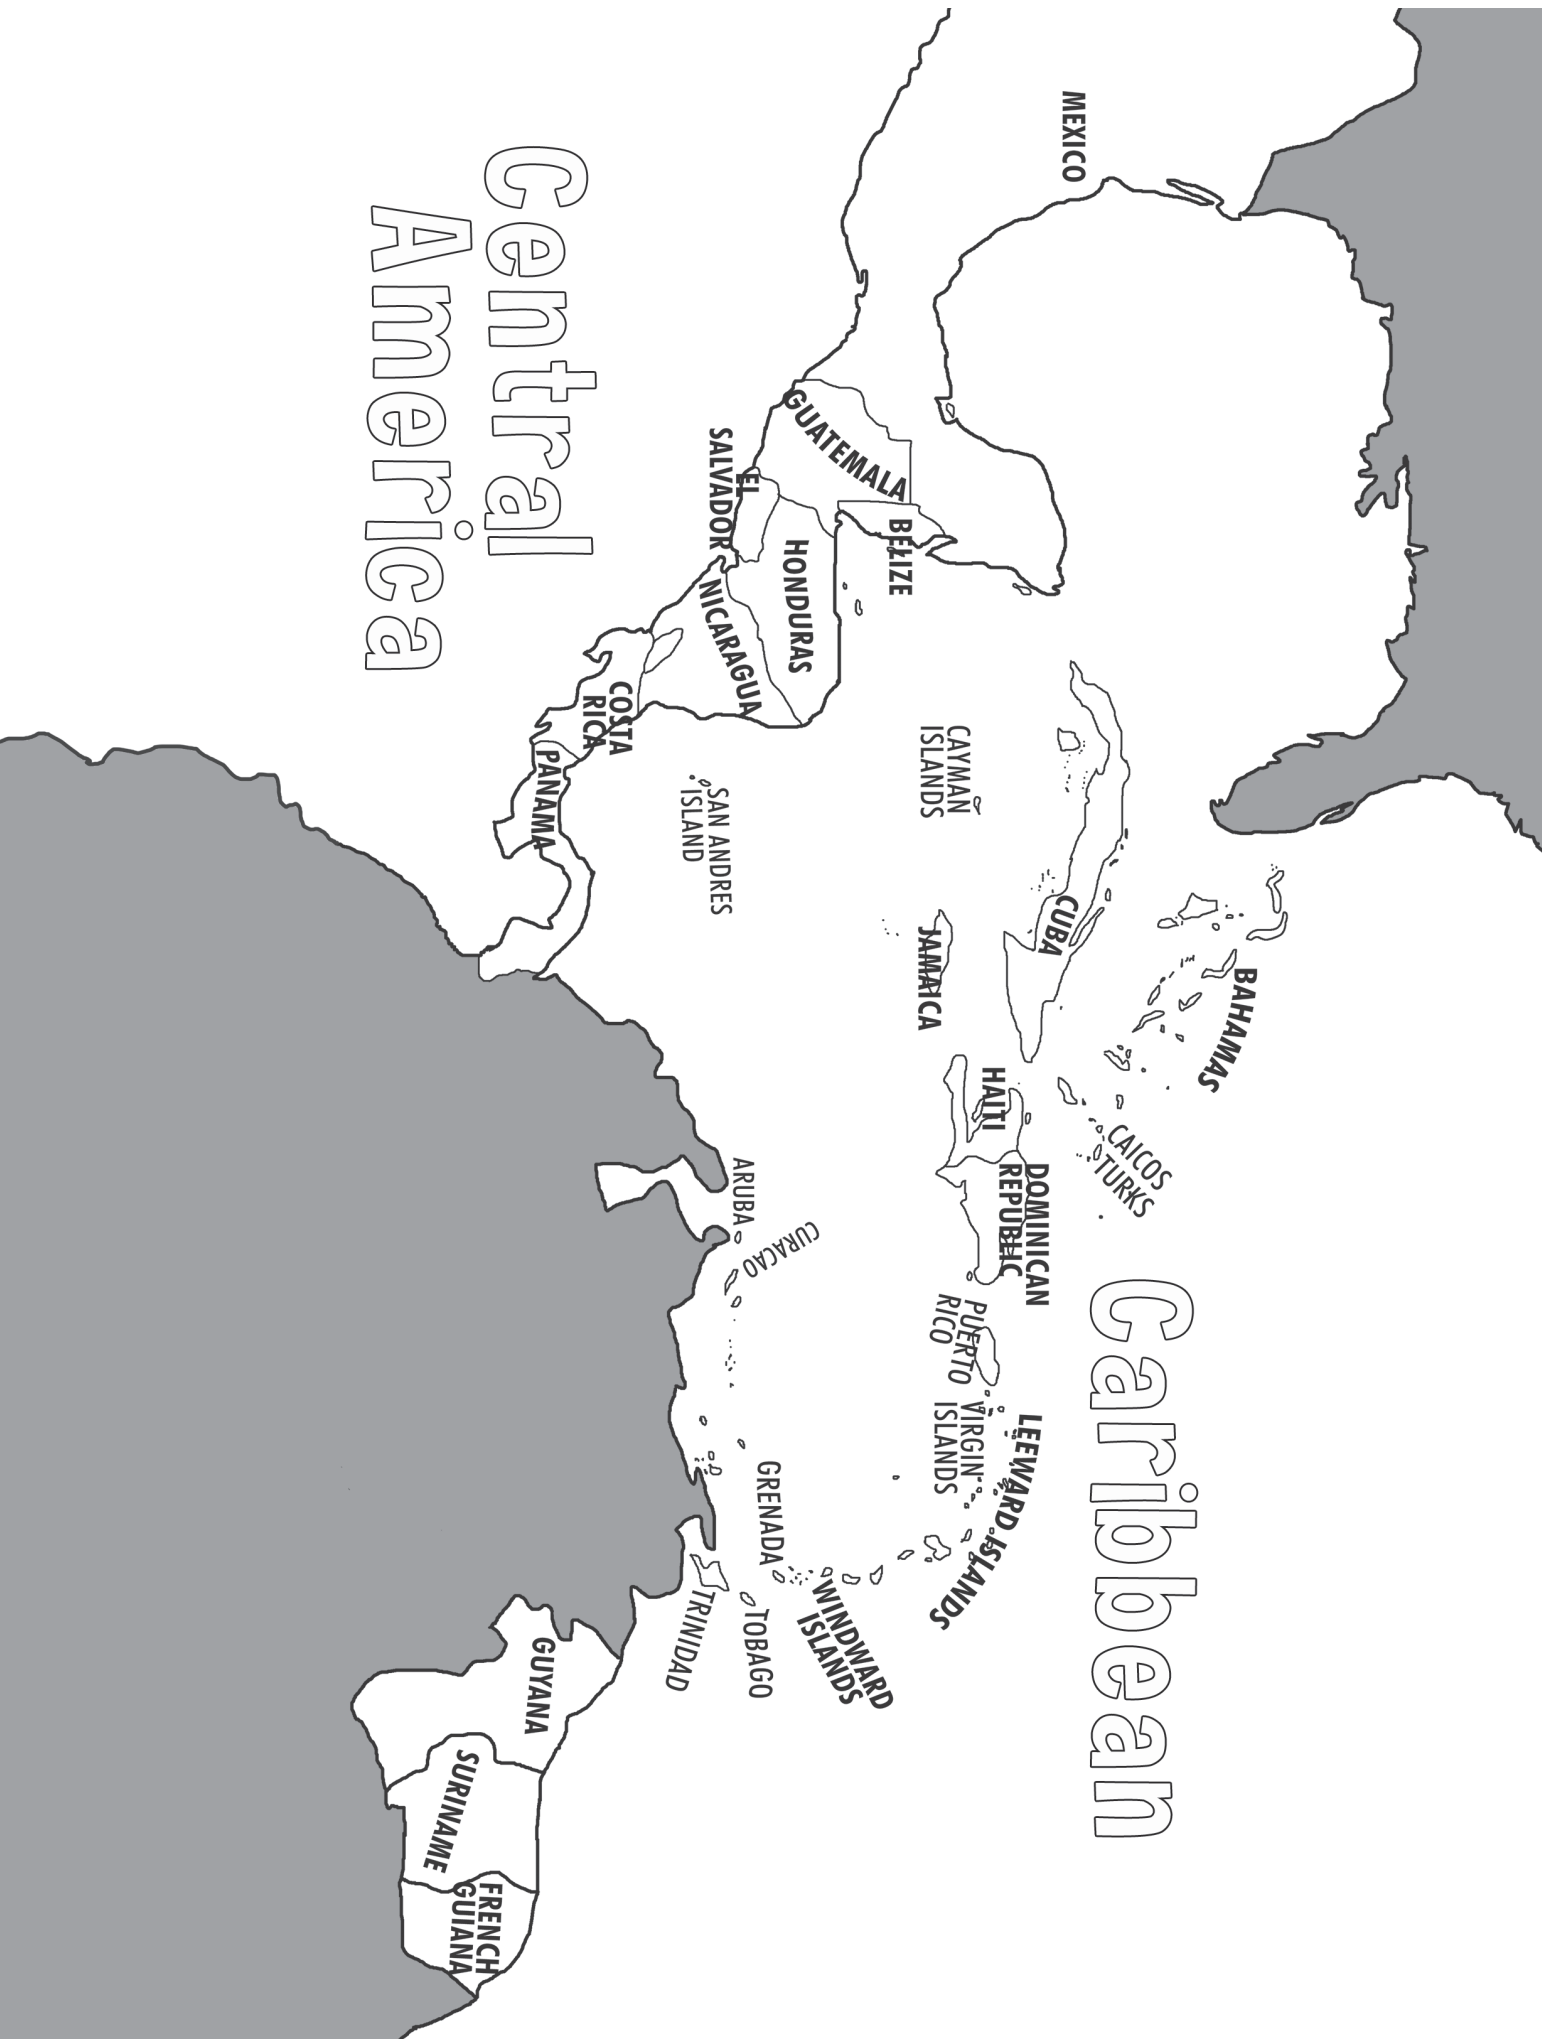 MEXICO
Central
America
GUATEMALA
BELIZE
EL
SALVADOR
HONDURAS
NICARAGUA
COSTA
RICA
PANAMA
SAN ANDRES
ISLAND
CAYMAN
ISLANDS
CUBA
JAMAICA
BAHAMAS
CAICOS
TURKS
HAITI
DOMINICAN
REPUBLIC
PUERTO
RICO
VIRGIN
ISLANDS
LEEWARD ISLANDS
Caribbean
ARUBA
CURACAO
GRENADA
WINDWARD
ISLANDS
TOBAGO
TRINIDAD
GUYANA
SURINAME
FRENCH
GUIANA